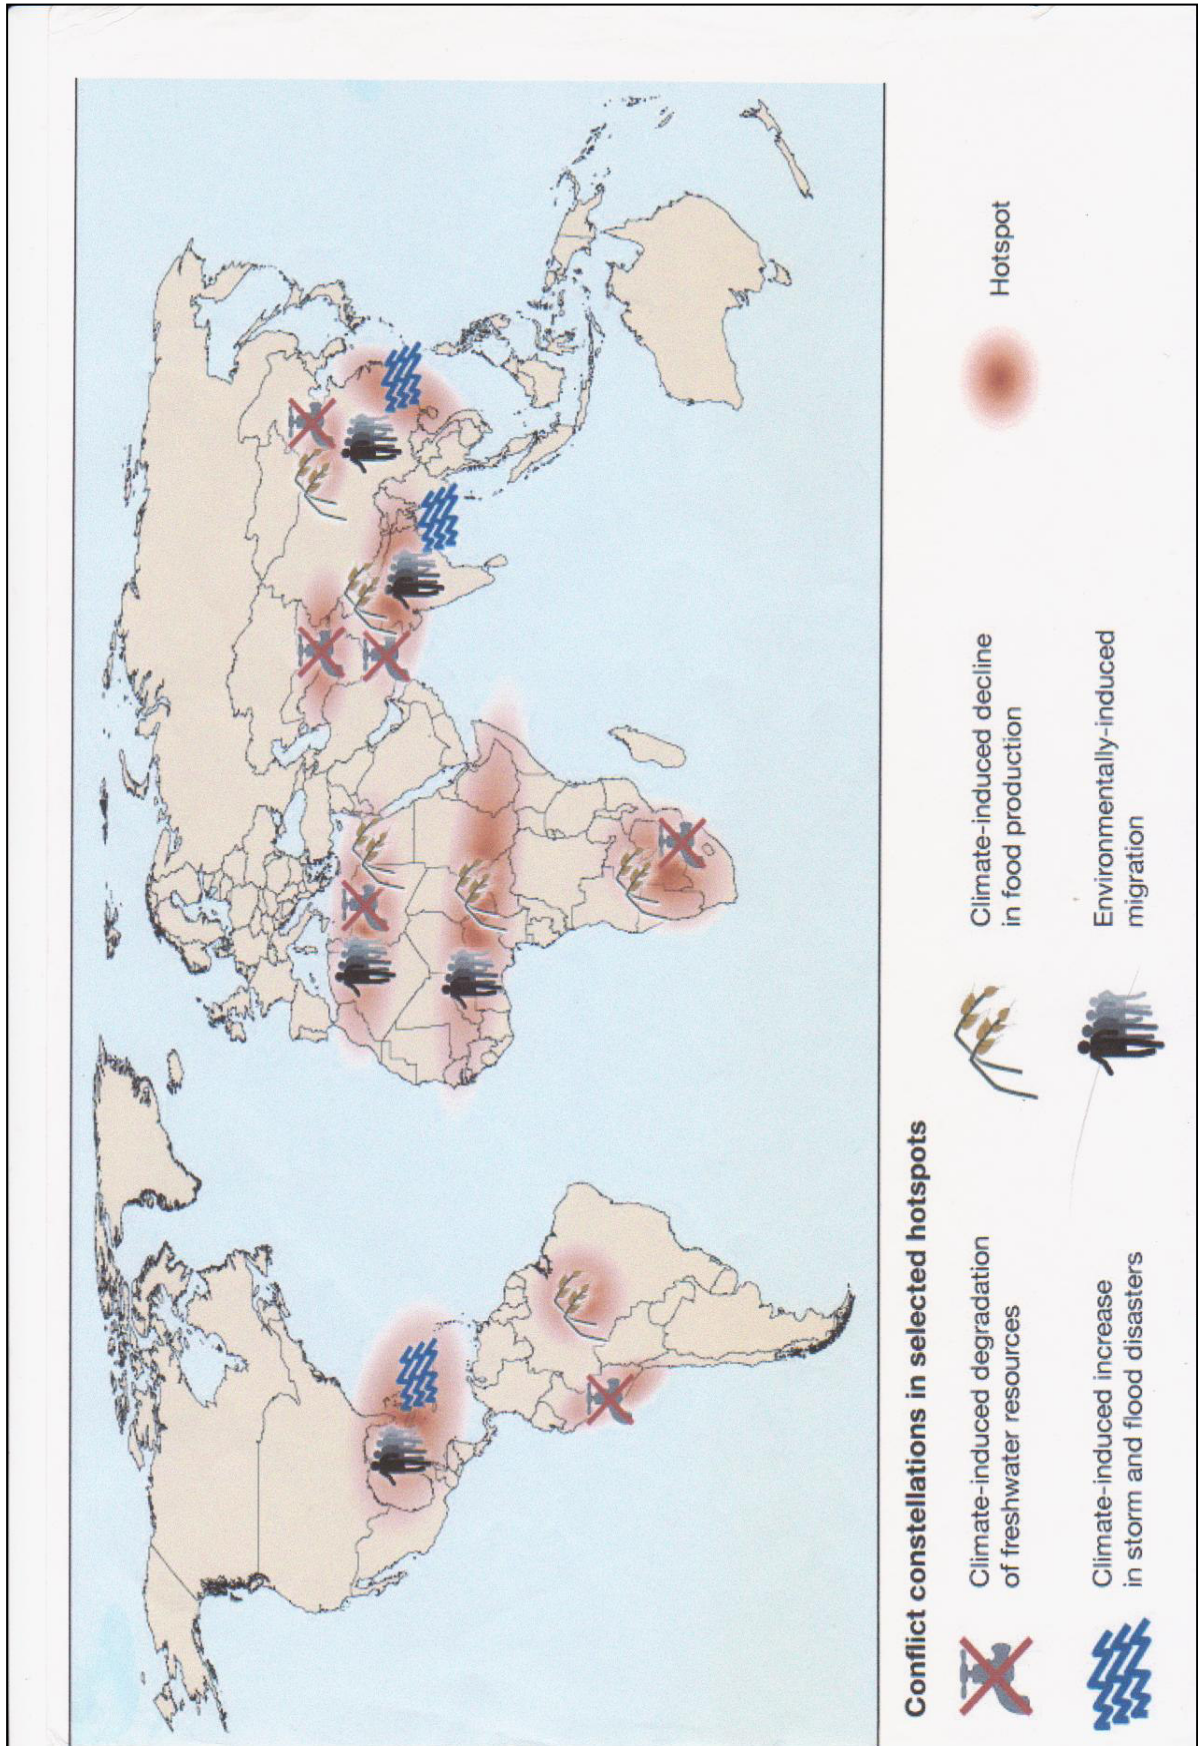 Conflict constellations in selected hotspots
Climate-induced degradation
of freshwater resources
Climate-induced decline
in food production
Hotspot
Climate-induced increase
in storm and flood disasters
Environmentally-induced
migration